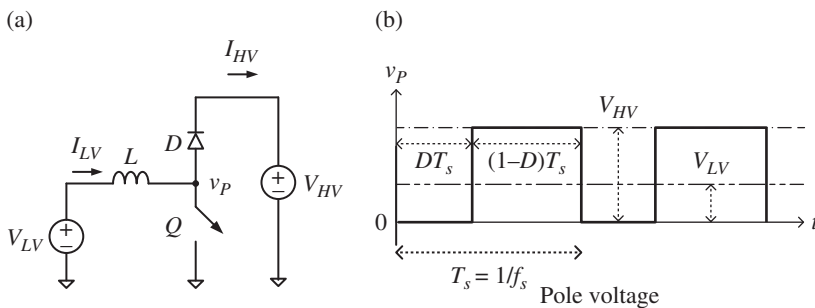 (a)
I_HV
D
I_LV
L
v_P
V_HV
+
−
Q
V_LV
+
−
(b)
v_P
V_HV
DT_s
(1–D)T_s
V_LV
0
t
T_s = 1/f_s
Pole voltage